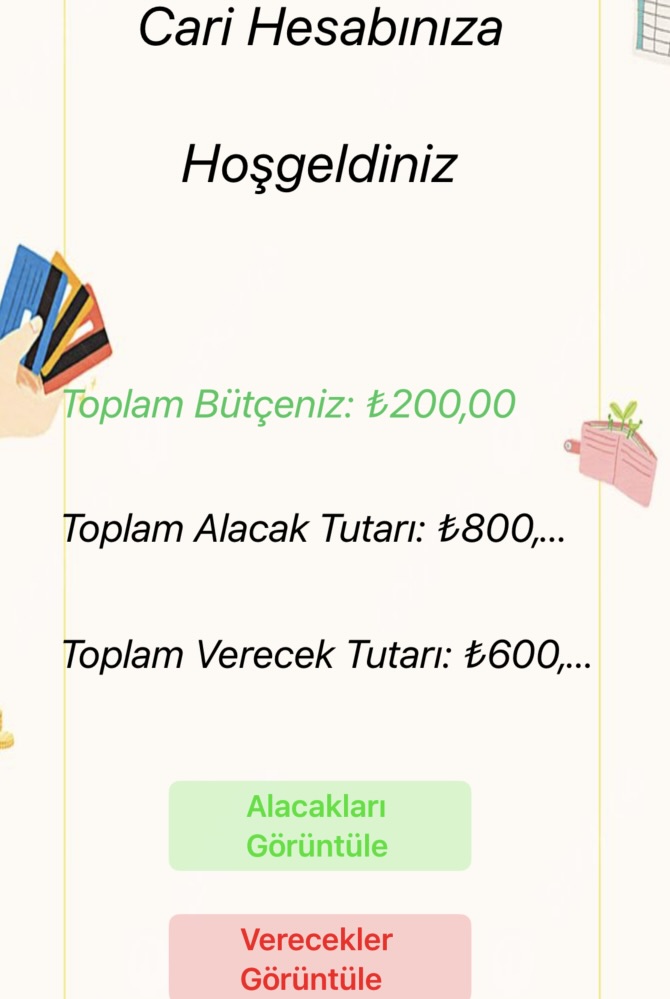 Cari Hesabınıza
Hoşgeldiniz
Toplam Bütçeniz: ₺200,00
Toplam Alacak Tutarı: ₺800,...
Toplam Verecek Tutarı: ₺600,...
Alacakları
Görüntüle
Verecekler
Görüntüle